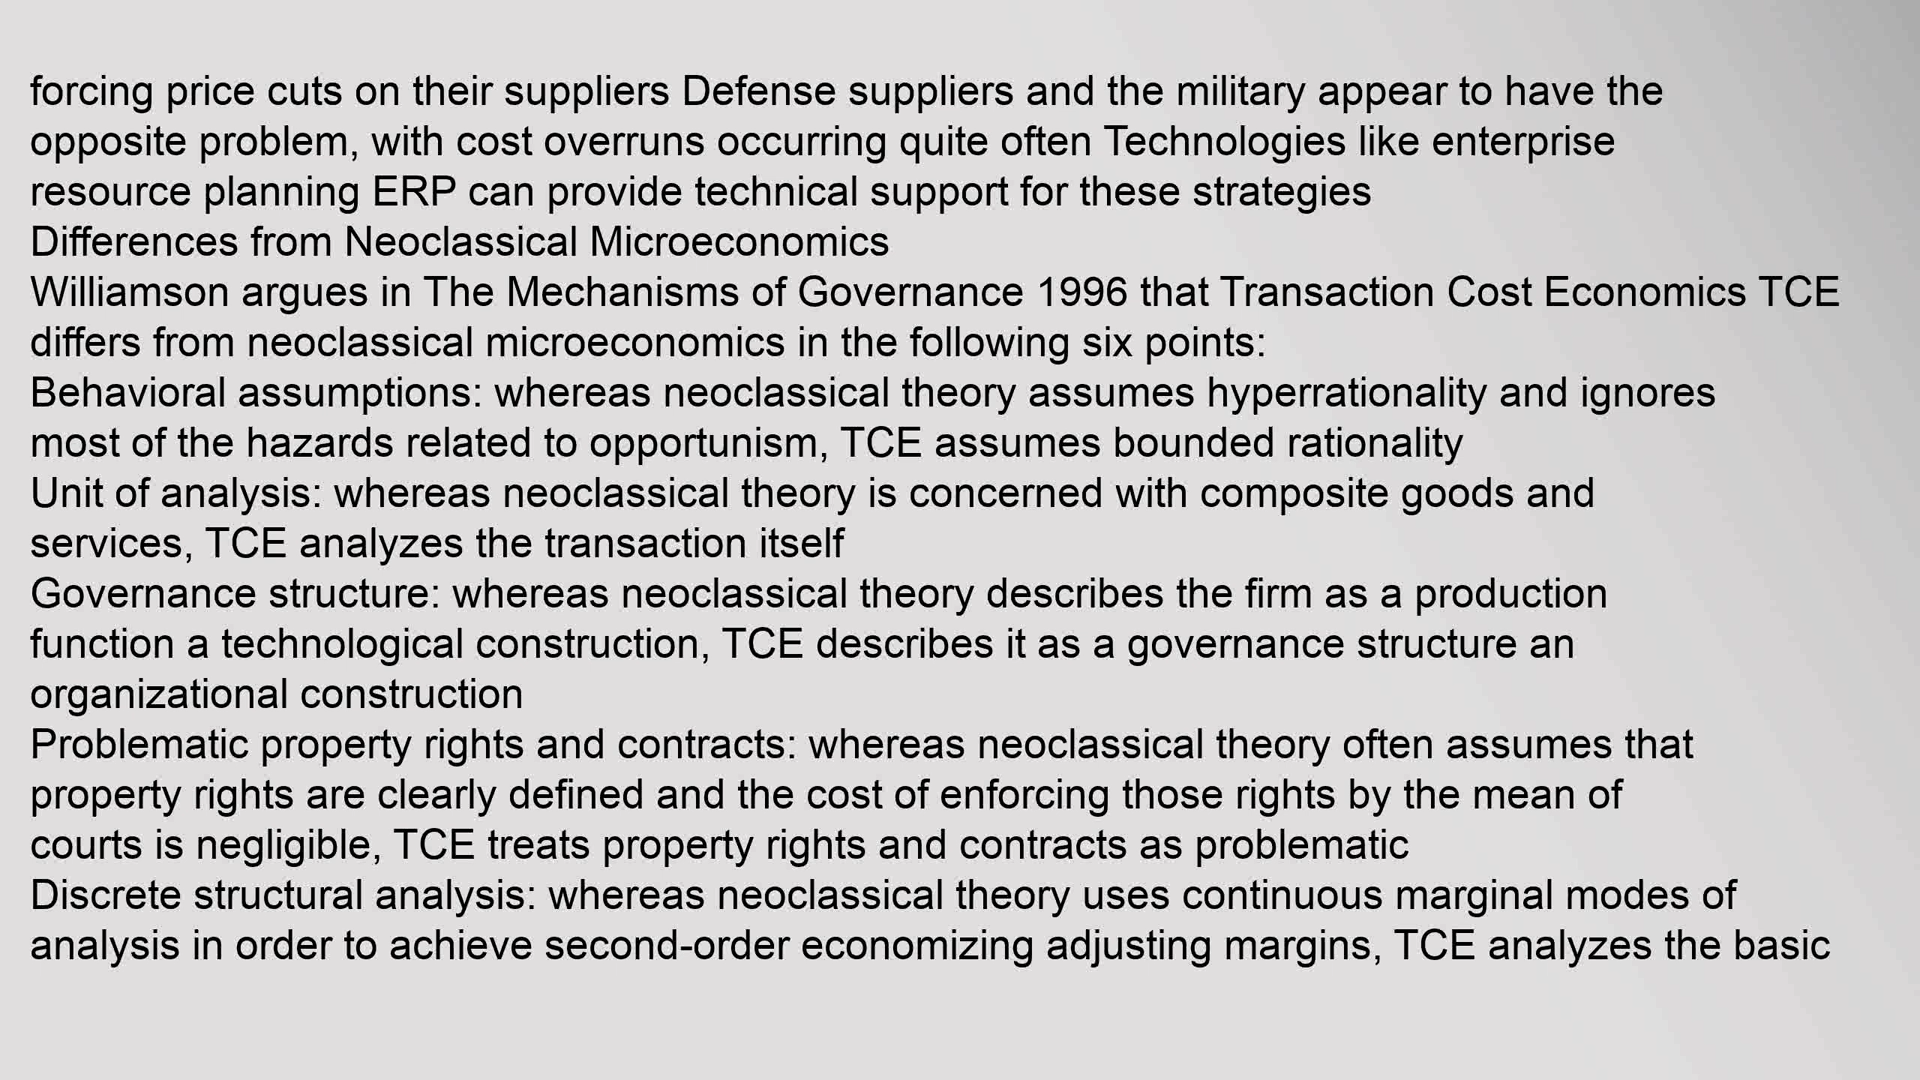 forcing price cuts on their suppliers Defense suppliers and the military appear to have the
opposite problem, with cost overruns occurring quite often Technologies like enterprise
resource planning ERP can provide technical support for these strategies
Differences from Neoclassical Microeconomics
Williamson argues in The Mechanisms of Governance 1996 that Transaction Cost Economics TCE
differs from neoclassical microeconomics in the following six points:
Behavioral assumptions: whereas neoclassical theory assumes hyperrationality and ignores
most of the hazards related to opportunism, TCE assumes bounded rationality
Unit of analysis: whereas neoclassical theory is concerned with composite goods and
services, TCE analyzes the transaction itself
Governance structure: whereas neoclassical theory describes the firm as a production
function a technological construction, TCE describes it as a governance structure an
organizational construction
Problematic property rights and contracts: whereas neoclassical theory often assumes that
property rights are clearly defined and the cost of enforcing those rights by the mean of
courts is negligible, TCE treats property rights and contracts as problematic
Discrete structural analysis: whereas neoclassical theory uses continuous marginal modes of
analysis in order to achieve second-order economizing adjusting margins, TCE analyzes the basic